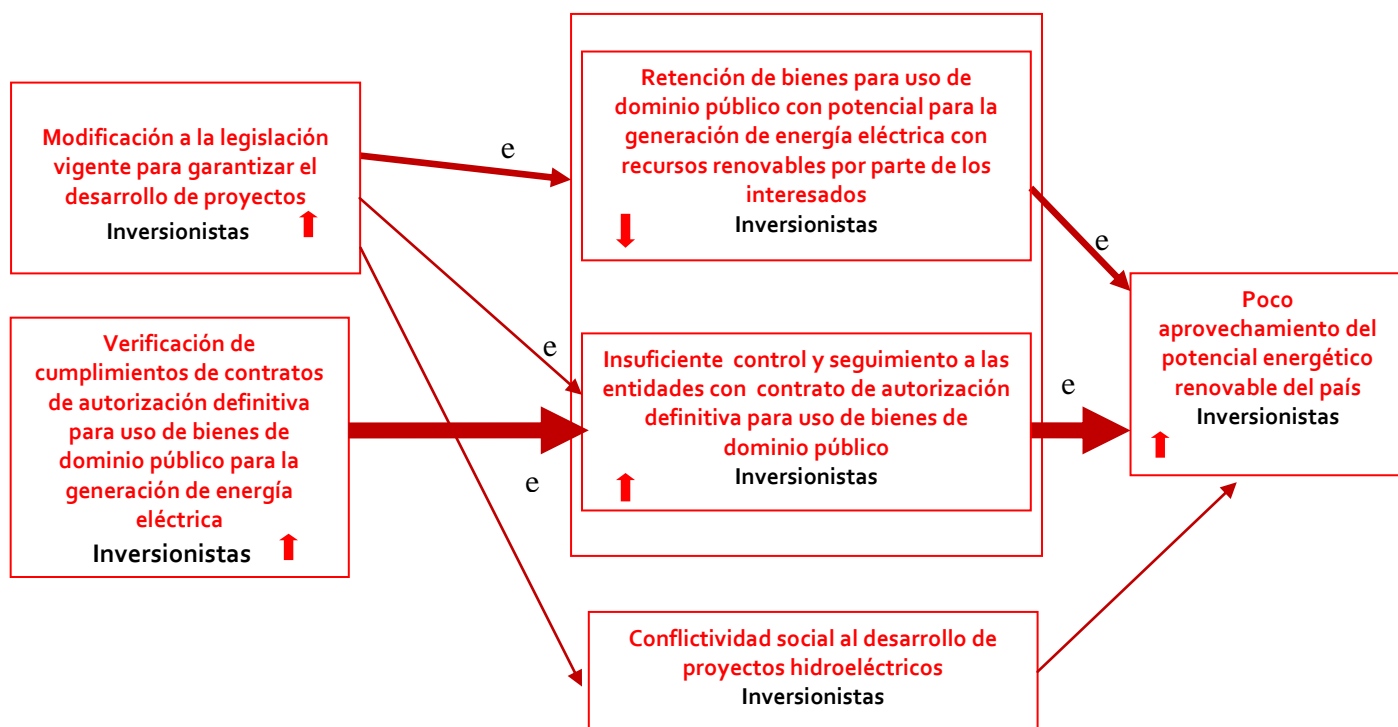 Modificación a la legislación
vigente para garantizar el
desarrollo de proyectos
Inversionistas
Verificación de
cumplimientos de contratos
de autorización definitiva
para uso de bienes de
dominio público para la
generación de energía
eléctrica
Inversionistas
e
e
e
Retención de bienes para uso de
dominio público con potencial para la
generación de energía eléctrica con
recursos renovables por parte de los
interesados
Inversionistas
Insuficiente control y seguimiento a las
entidades con contrato de autorización
definitiva para uso de bienes de
dominio público
Inversionistas
Conflictividad social al desarrollo de
proyectos hidroeléctricos
Inversionistas
e
e
Poco
aprovechamiento del
potencial energético
renovable del país
Inversionistas